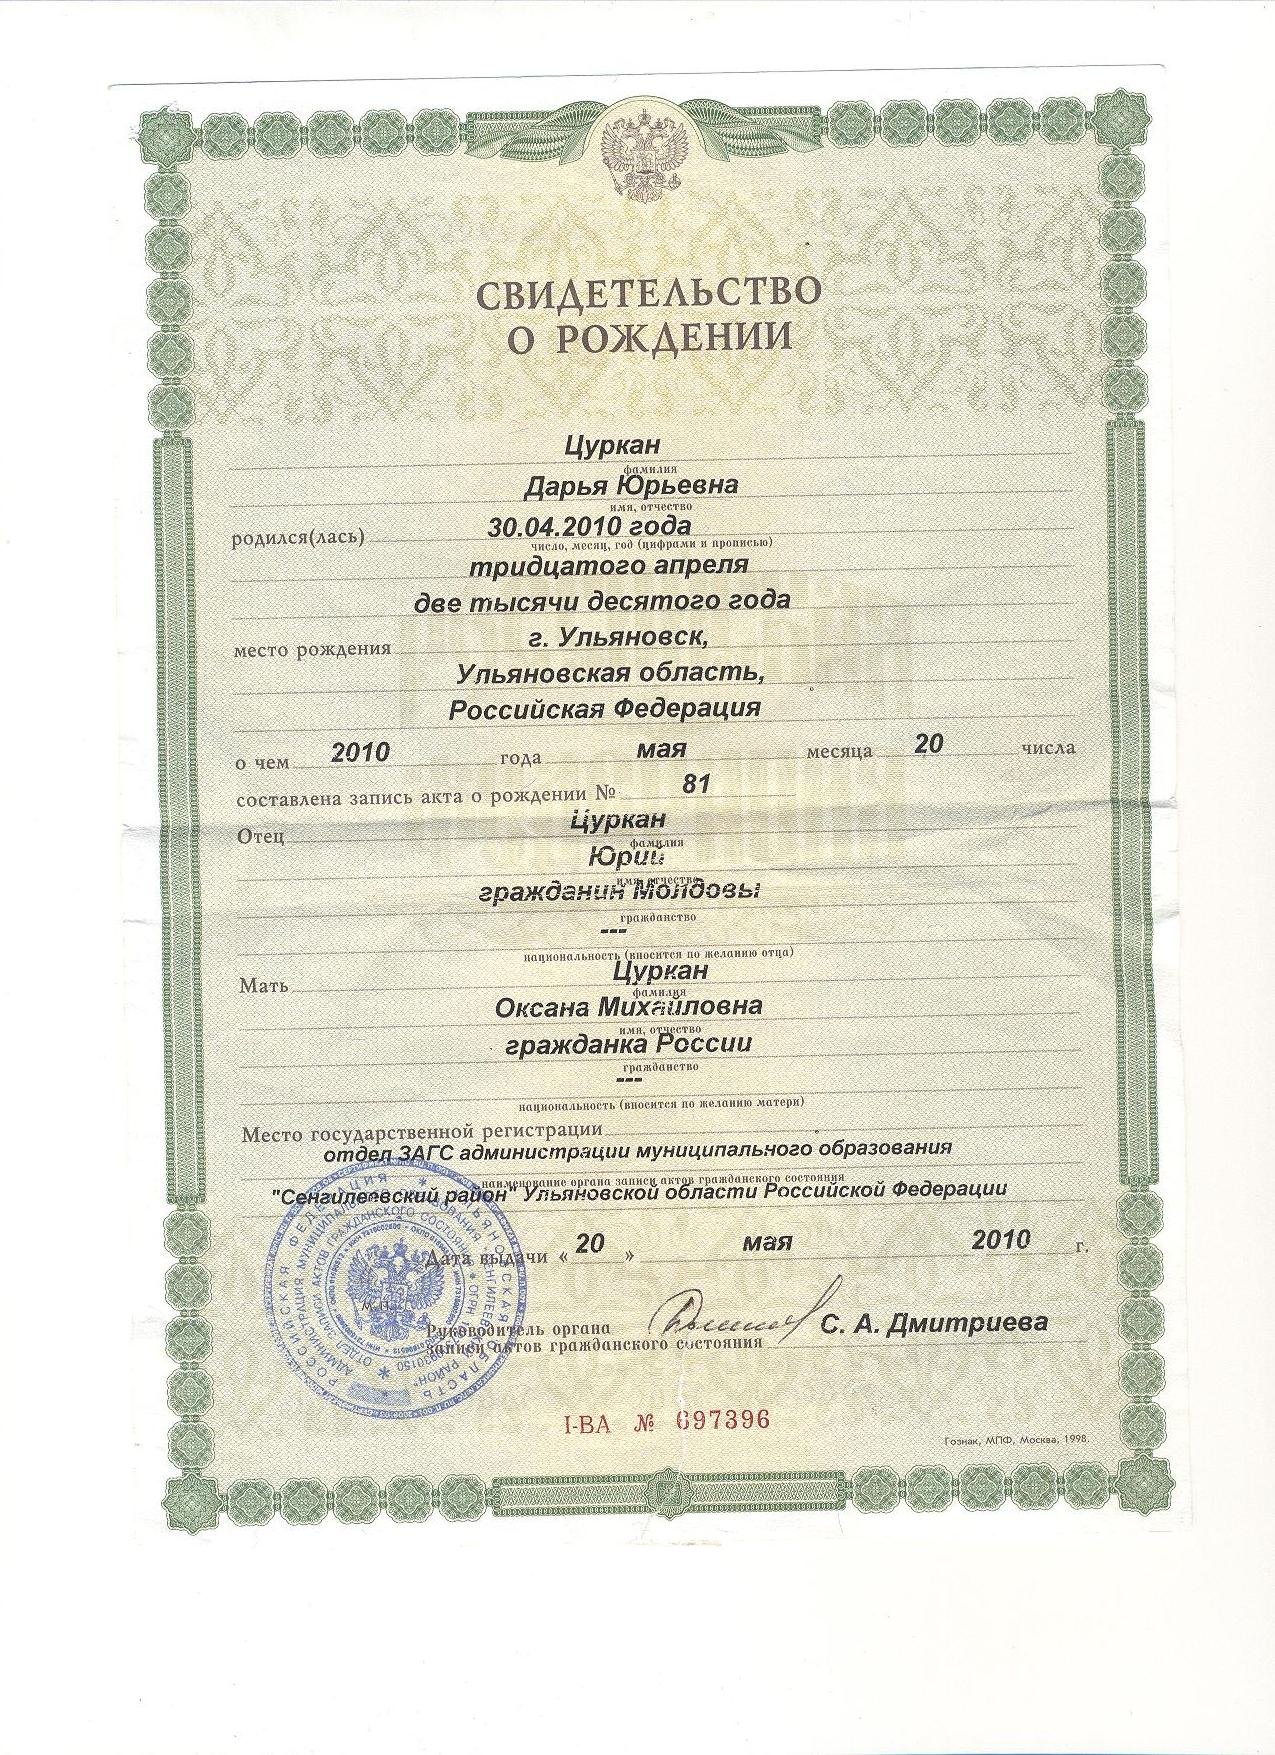 СВИДЕТЕЛЬСТВО
О РОЖДЕНИИ
Цуркан
фамилия
Дарья Юрьевна
имя, отчество
родился(лась) 30.04.2010 года
число, месяц, год (цифрами и прописью)
тридцатого апреля
две тысячи десятого года
место рождения г. Ульяновск,
Ульяновская область,
Российская Федерация
о чем 2010 года мая месяца 20 числа
составлена запись акта о рождении № 81
Отец Цуркан
фамилия
Юрий
имя, отчество
гражданин Молдовы
гражданство
---
национальность (вносится по желанию отца)
Мать Цуркан
фамилия
Оксана Михайловна
имя, отчество
гражданка России
гражданство
---
национальность (вносится по желанию матери)
Место государственной регистрации
отдел ЗАГС администрации муниципального образования
наименование органа записи актов гражданского состояния
"Сенгилеевский район" Ульяновской области Российской Федерации
Дата выдачи « 20 » мая 2010 г.
М.П.
Руководитель органа
записи актов гражданского состояния
С. А. Дмитриева
РОССИЙСКАЯ ФЕДЕРАЦИЯ * УЛЬЯНОВСКАЯ ОБЛАСТЬ
I-ВА № 697396
Гознак, МПФ, Москва, 1998.